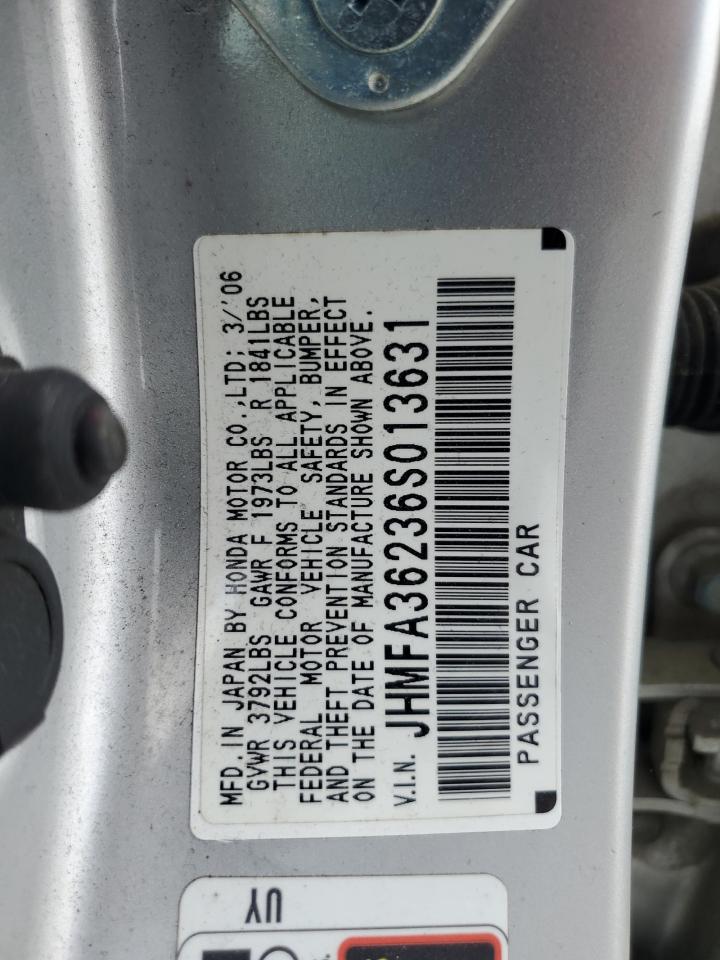 MFD. IN JAPAN BY HONDA MOTOR CO.,LTD; 3/'06
GVWR 3792LBS GAWR F 1973LBS R 1841LBS
THIS VEHICLE CONFORMS TO ALL APPLICABLE
FEDERAL MOTOR VEHICLE SAFETY, BUMPER,
AND THEFT PREVENTION STANDARDS IN EFFECT
ON THE DATE OF MANUFACTURE SHOWN ABOVE.
V.I.N. JHMFA36236S013631
PASSENGER CAR
UY